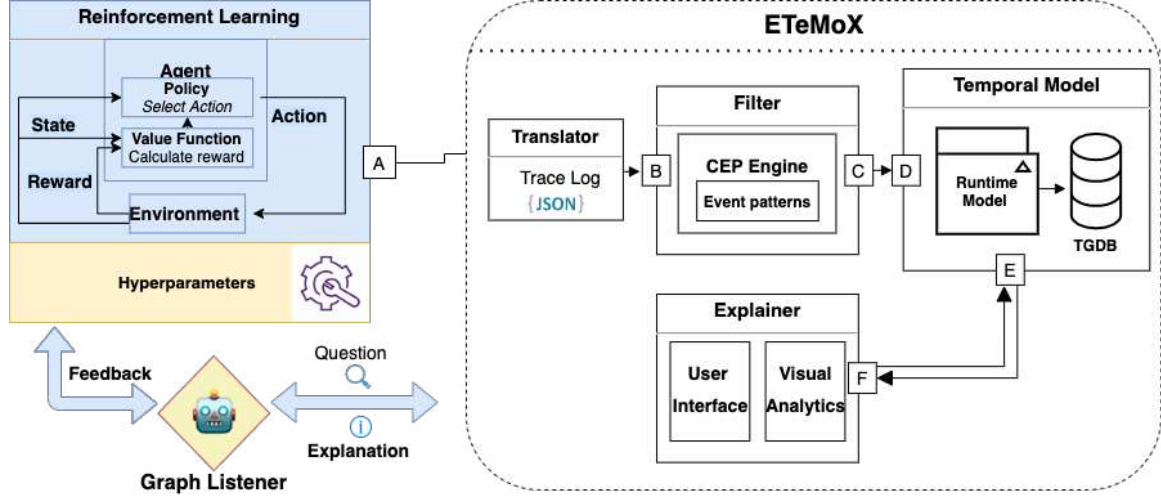 Reinforcement Learning
Agent
Policy
Select Action
State
Action
Value Function
Calculate reward
Reward
Environment
Hyperparameters
A
Feedback
Question
Explanation
Graph Listener
ETeMoX
Translator
Trace Log
{JSON}
B
Filter
CEP Engine
Event patterns
C
D
Temporal Model
Runtime
Model
TGDB
E
Explainer
User
Interface
Visual
Analytics
F